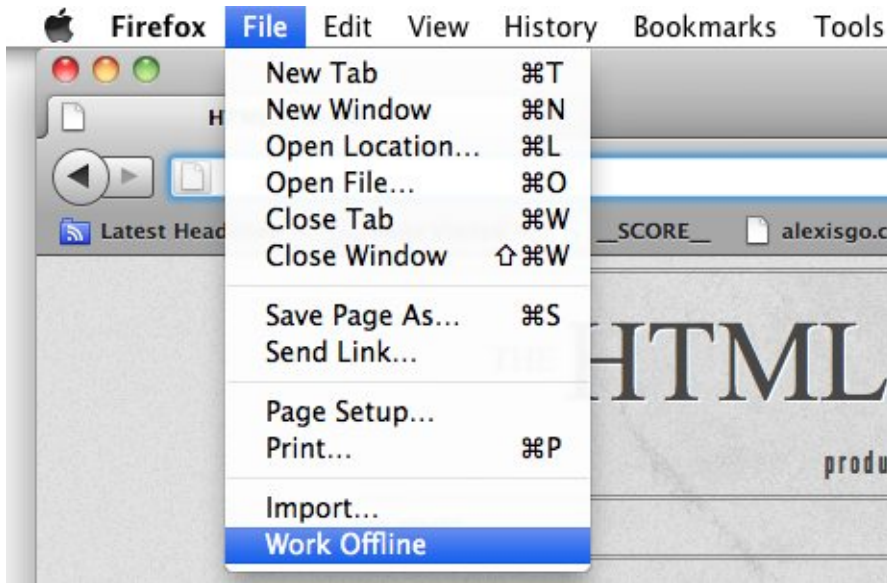 Firefox File Edit View History Bookmarks Tools
H
New Tab ⌘T
New Window ⌘N
Open Location... ⌘L
Open File... ⌘O
Close Tab ⌘W
Close Window ⇧⌘W
Latest Head
__SCORE__ alexisgo.c
Save Page As... ⌘S
Send Link...
HTML
Page Setup...
Print... ⌘P
produ
Import...
Work Offline